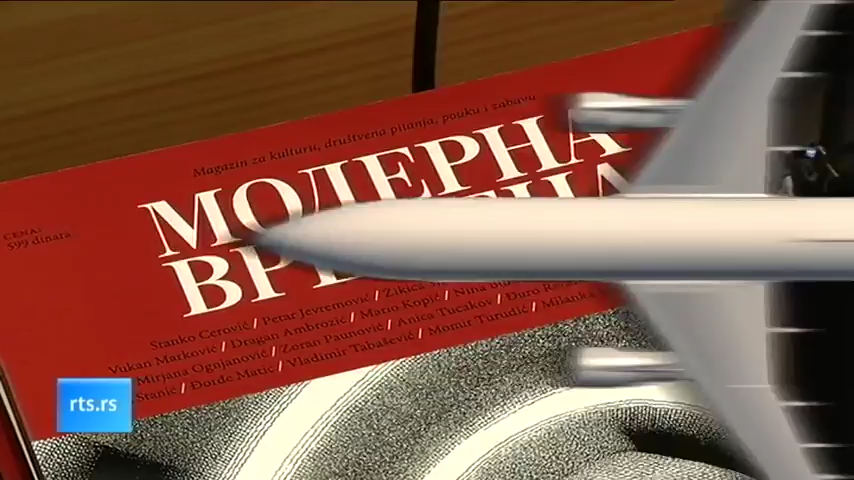 Magazin za kulturu, društvena pitanja, pouku i zabavu
МОДЕРНА
CENA:
599 dinara
Stanko Cerović / Petar Jevremović / Žikica
Vukan Marković / Dragan Ambrozić / Mario Kopić / Nina
Mirjana Ognjanović / Zoran Paunović / Anica Tucakov / Đuro
Stanić / Đorđe Matić / Vladimir Tabašević / Momir Turudić / Milanka
rts.rs